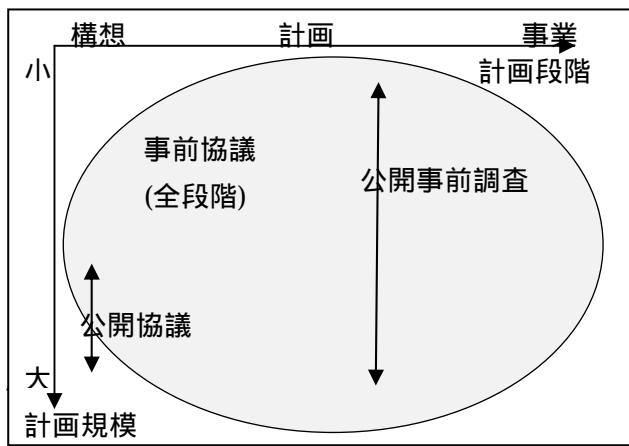 構想 計画 事業
小 計画段階
事前協議
(全段階)
公開事前調査
公開協議
大
計画規模